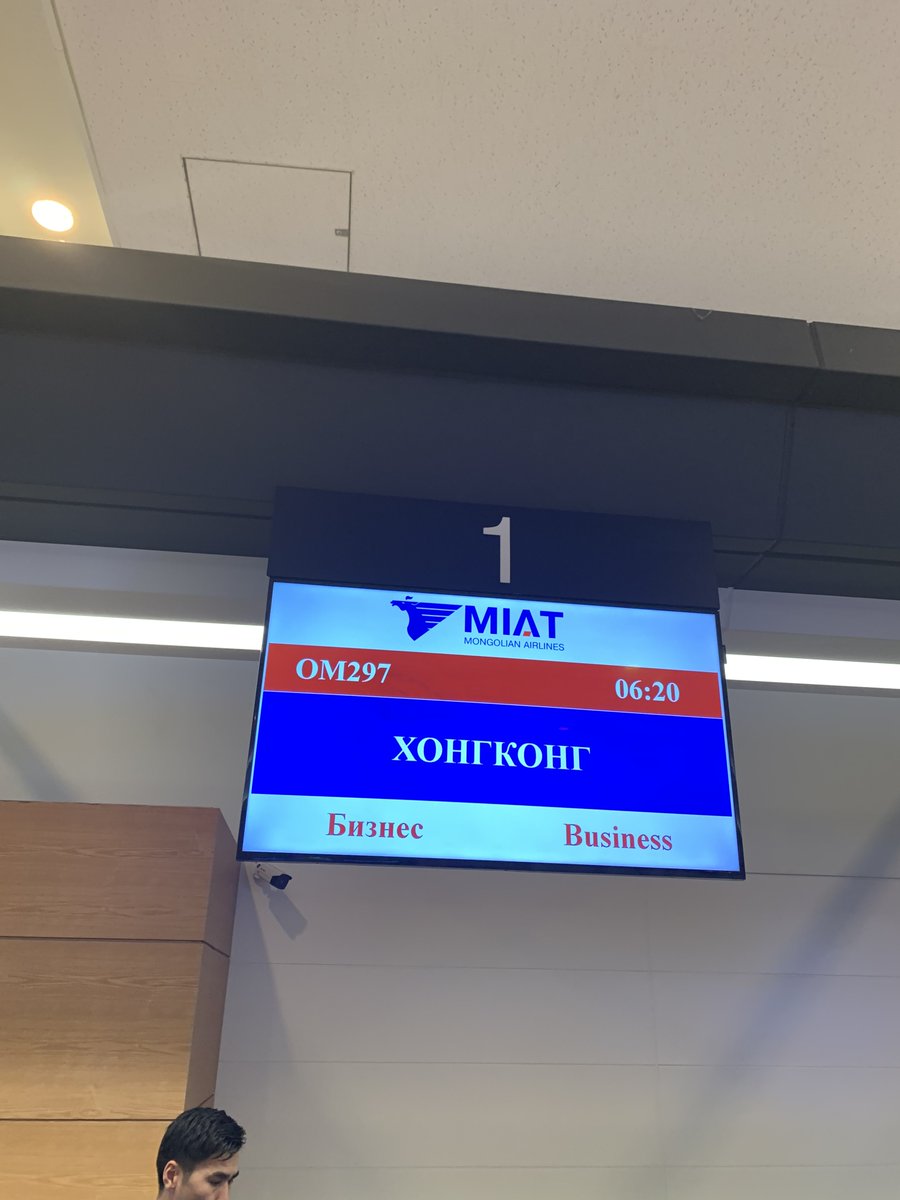 1
MIAT
MONGOLIAN AIRLINES
OM297 06:20
ХОНГКОНГ
Бизнес Business